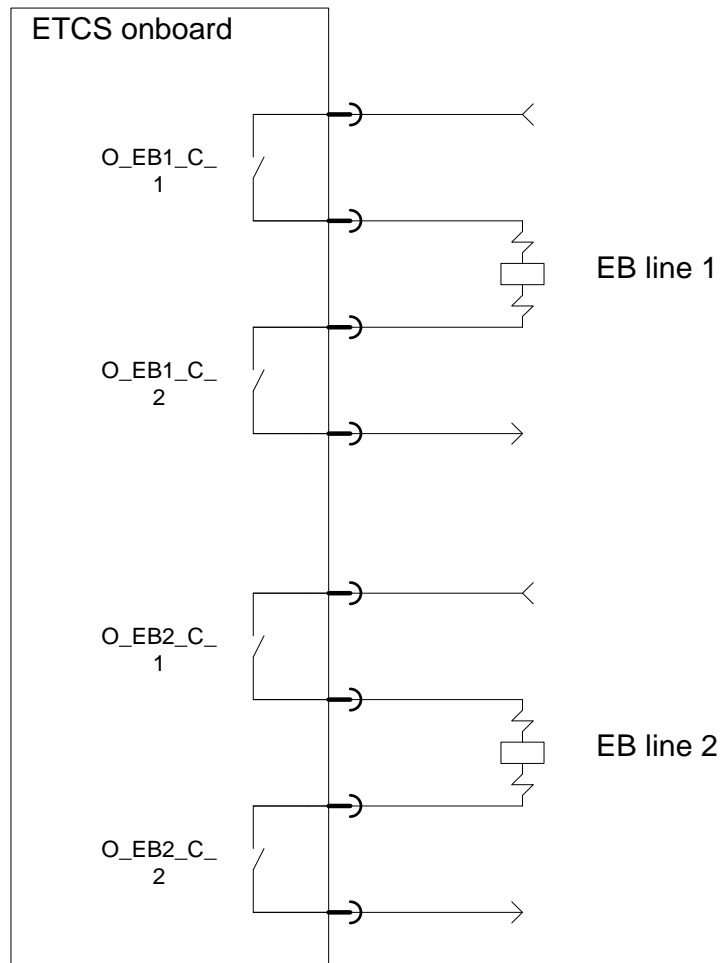 ETCS onboard
O_EB1_C_
1
EB line 1
O_EB1_C_
2
O_EB2_C_
1
EB line 2
O_EB2_C_
2